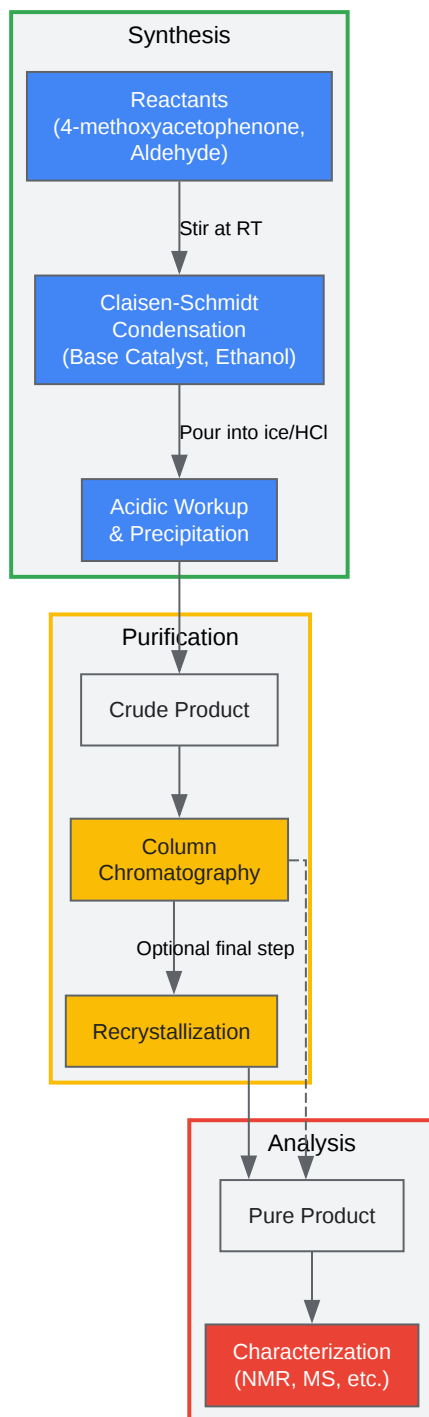 Synthesis
Reactants
(4-methoxyacetophenone,
Aldehyde)
Stir at RT
Claisen-Schmidt
Condensation
(Base Catalyst, Ethanol)
Pour into ice/HCl
Acidic Workup
& Precipitation
Purification
Crude Product
Column
Chromatography
Optional final step
Recrystallization
Analysis
Pure Product
Characterization
(NMR, MS, etc.)